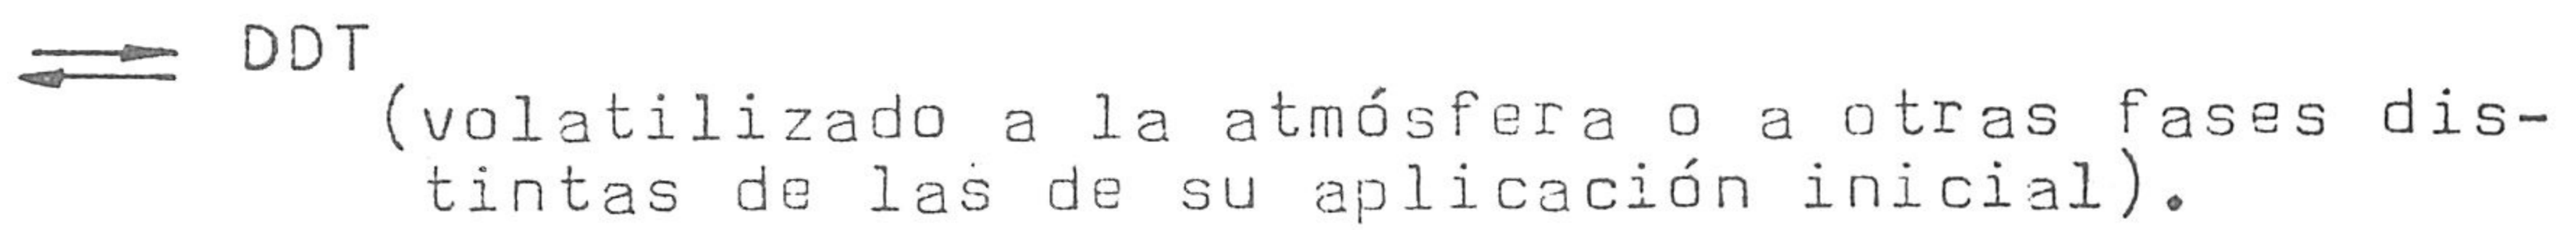 ⇌ DDT
(volatilizado a la atmósfera o a otras fases dis-
tintas de las de su aplicación inicial).